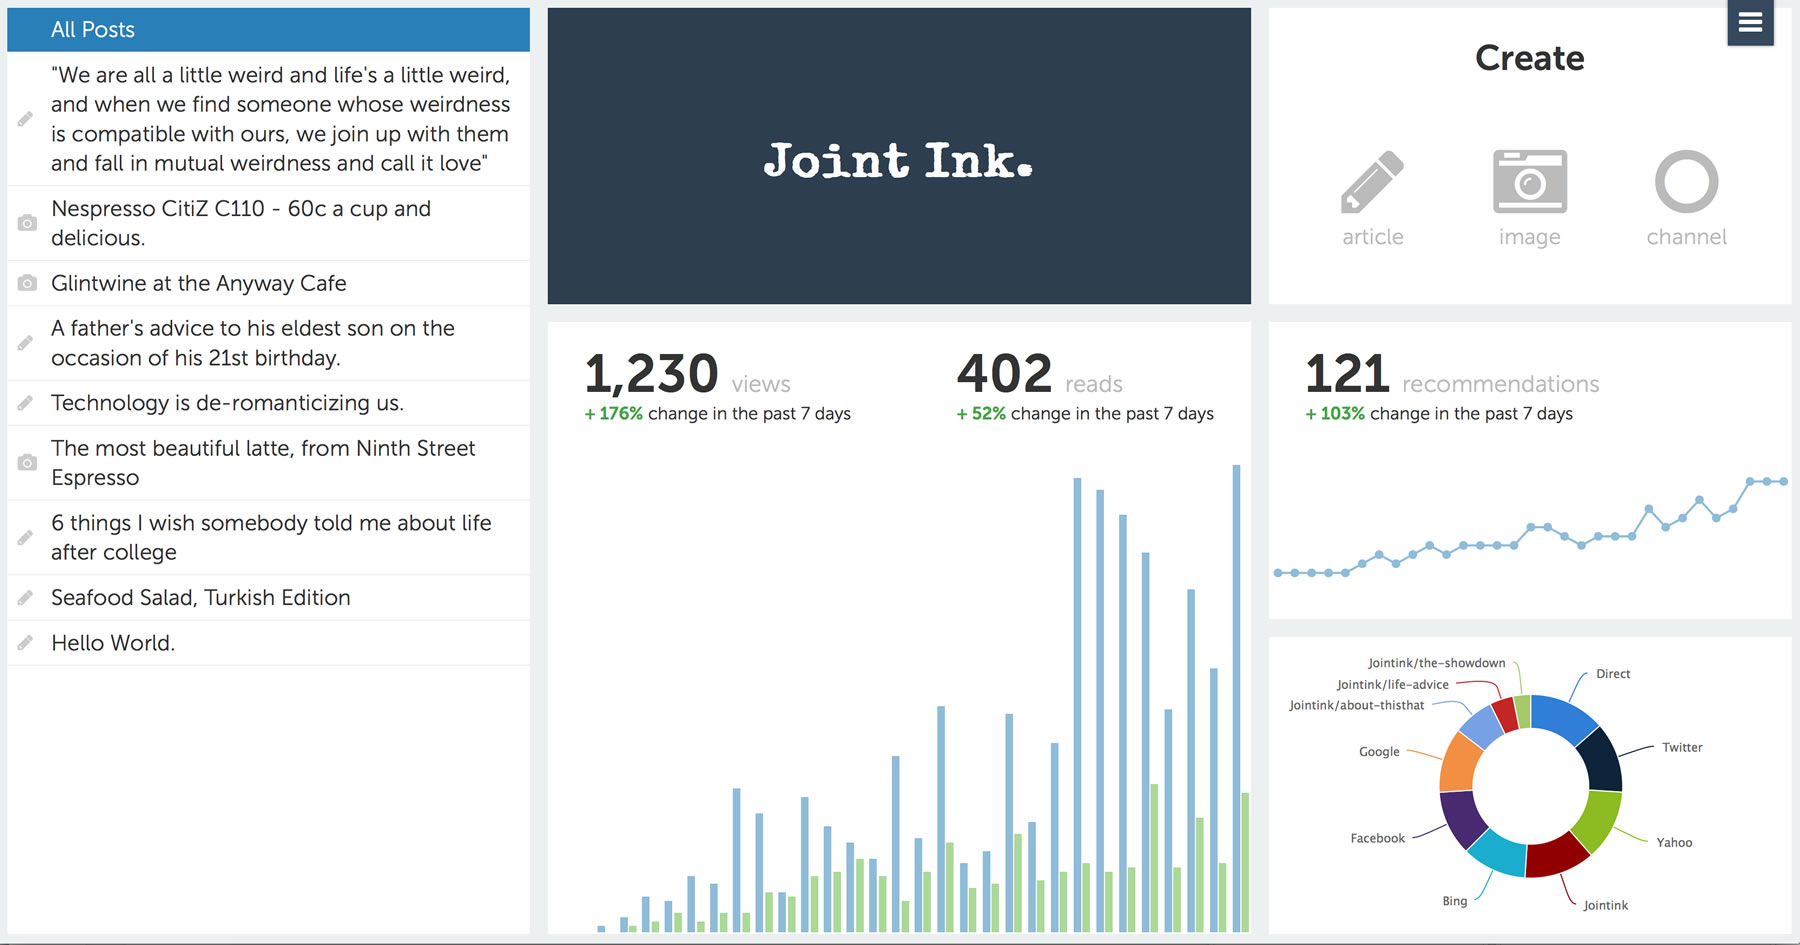 All Posts
"We are all a little weird and life's a little weird,
and when we find someone whose weirdness
is compatible with ours, we join up with them
and fall in mutual weirdness and call it love"
Nespresso CitiZ C110 - 60c a cup and
delicious.
Glintwine at the Anyway Cafe
A father's advice to his eldest son on the
occasion of his 21st birthday.
Technology is de-romanticizing us.
The most beautiful latte, from Ninth Street
Espresso
6 things I wish somebody told me about life
after college
Seafood Salad, Turkish Edition
Hello World.
Joint Ink.
Create
article
image
channel
1,230 views
+ 176% change in the past 7 days
402 reads
+ 52% change in the past 7 days
121 recommendations
+ 103% change in the past 7 days
Jointink/the-showdown
Direct
Jointink/life-advice
Jointink/about-thisthat
Twitter
Google
Facebook
Yahoo
Bing
Jointink